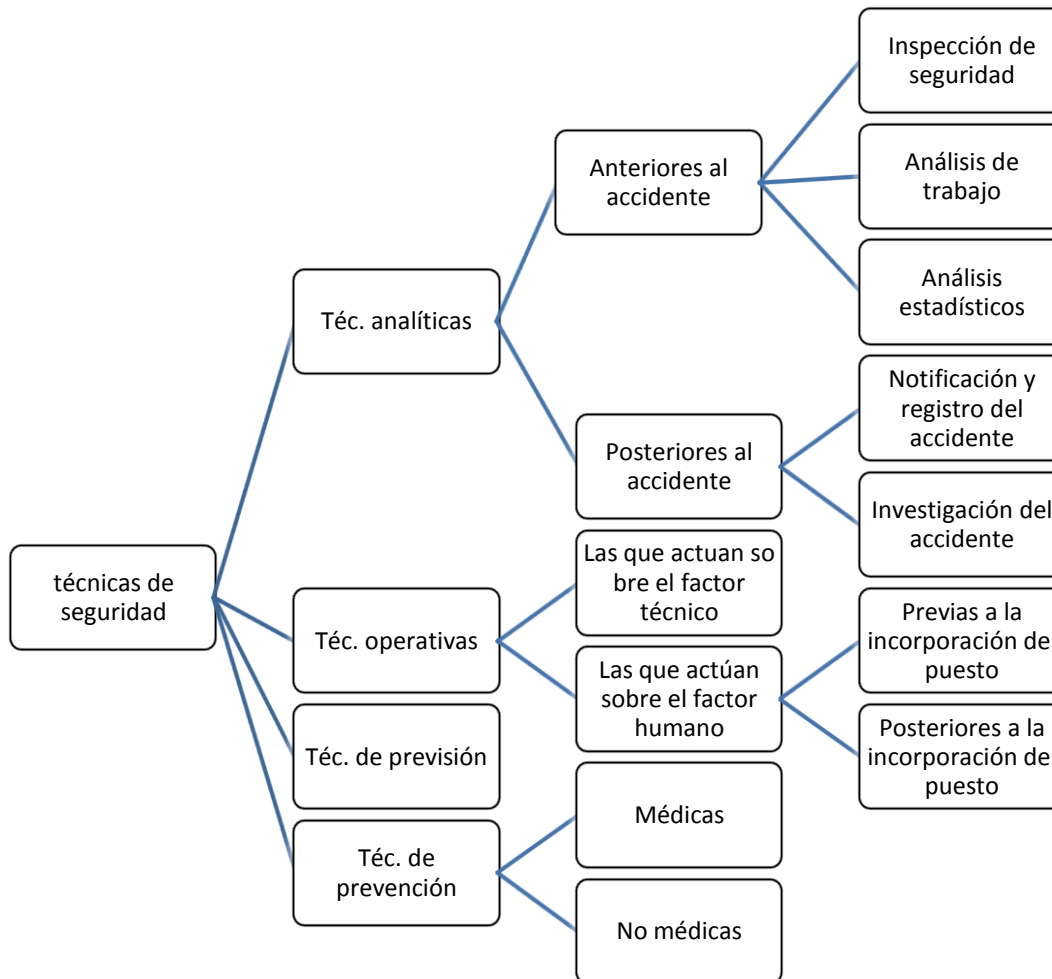 Inspección de
seguridad
Anteriores al
accidente
Análisis de
trabajo
Análisis
estadísticos
Téc. analíticas
Notificación y
registro del
accidente
Posteriores al
accidente
Investigación del
accidente
técnicas de
seguridad
Las que actuan so
bre el factor
técnico
Téc. operativas
Previas a la
incorporación de
puesto
Las que actúan
sobre el factor
humano
Posteriores a la
incorporación de
puesto
Téc. de previsión
Médicas
Téc. de
prevención
No médicas